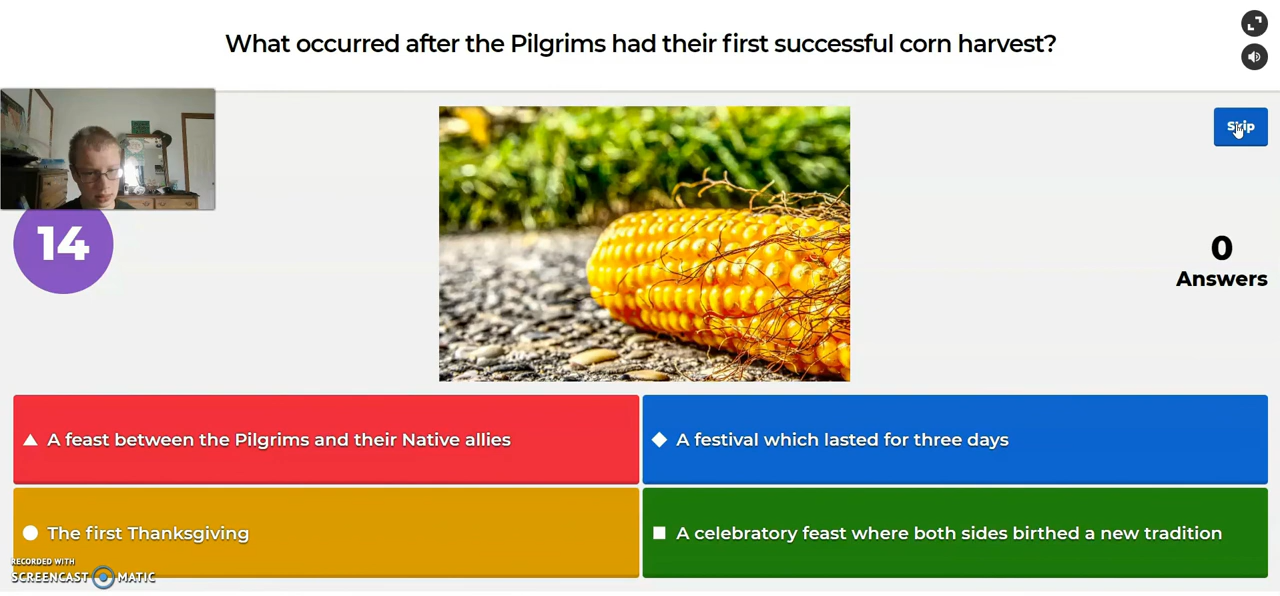 What occurred after the Pilgrims had their first successful corn harvest?
Skip
14
0
Answers
A feast between the Pilgrims and their Native allies
A festival which lasted for three days
The first Thanksgiving
A celebratory feast where both sides birthed a new tradition
RECORDED WITH
SCREENCAST MATIC